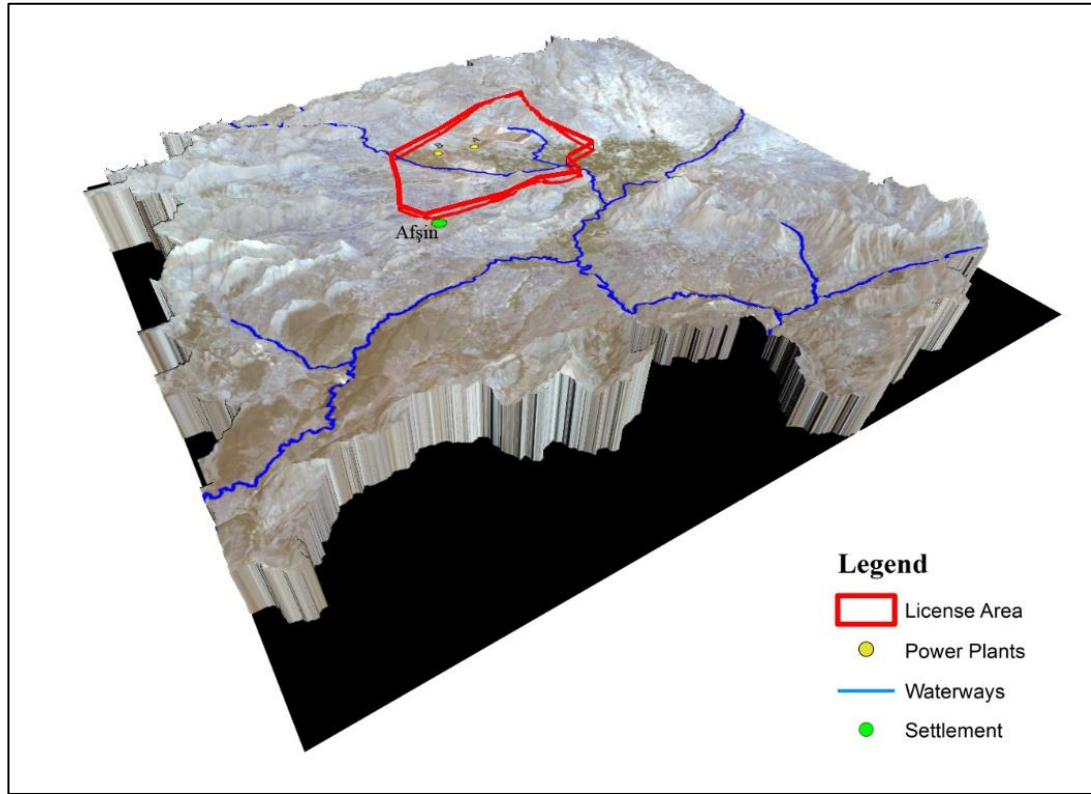 A
B
Afşin
Legend
License Area
Power Plants
Waterways
Settlement